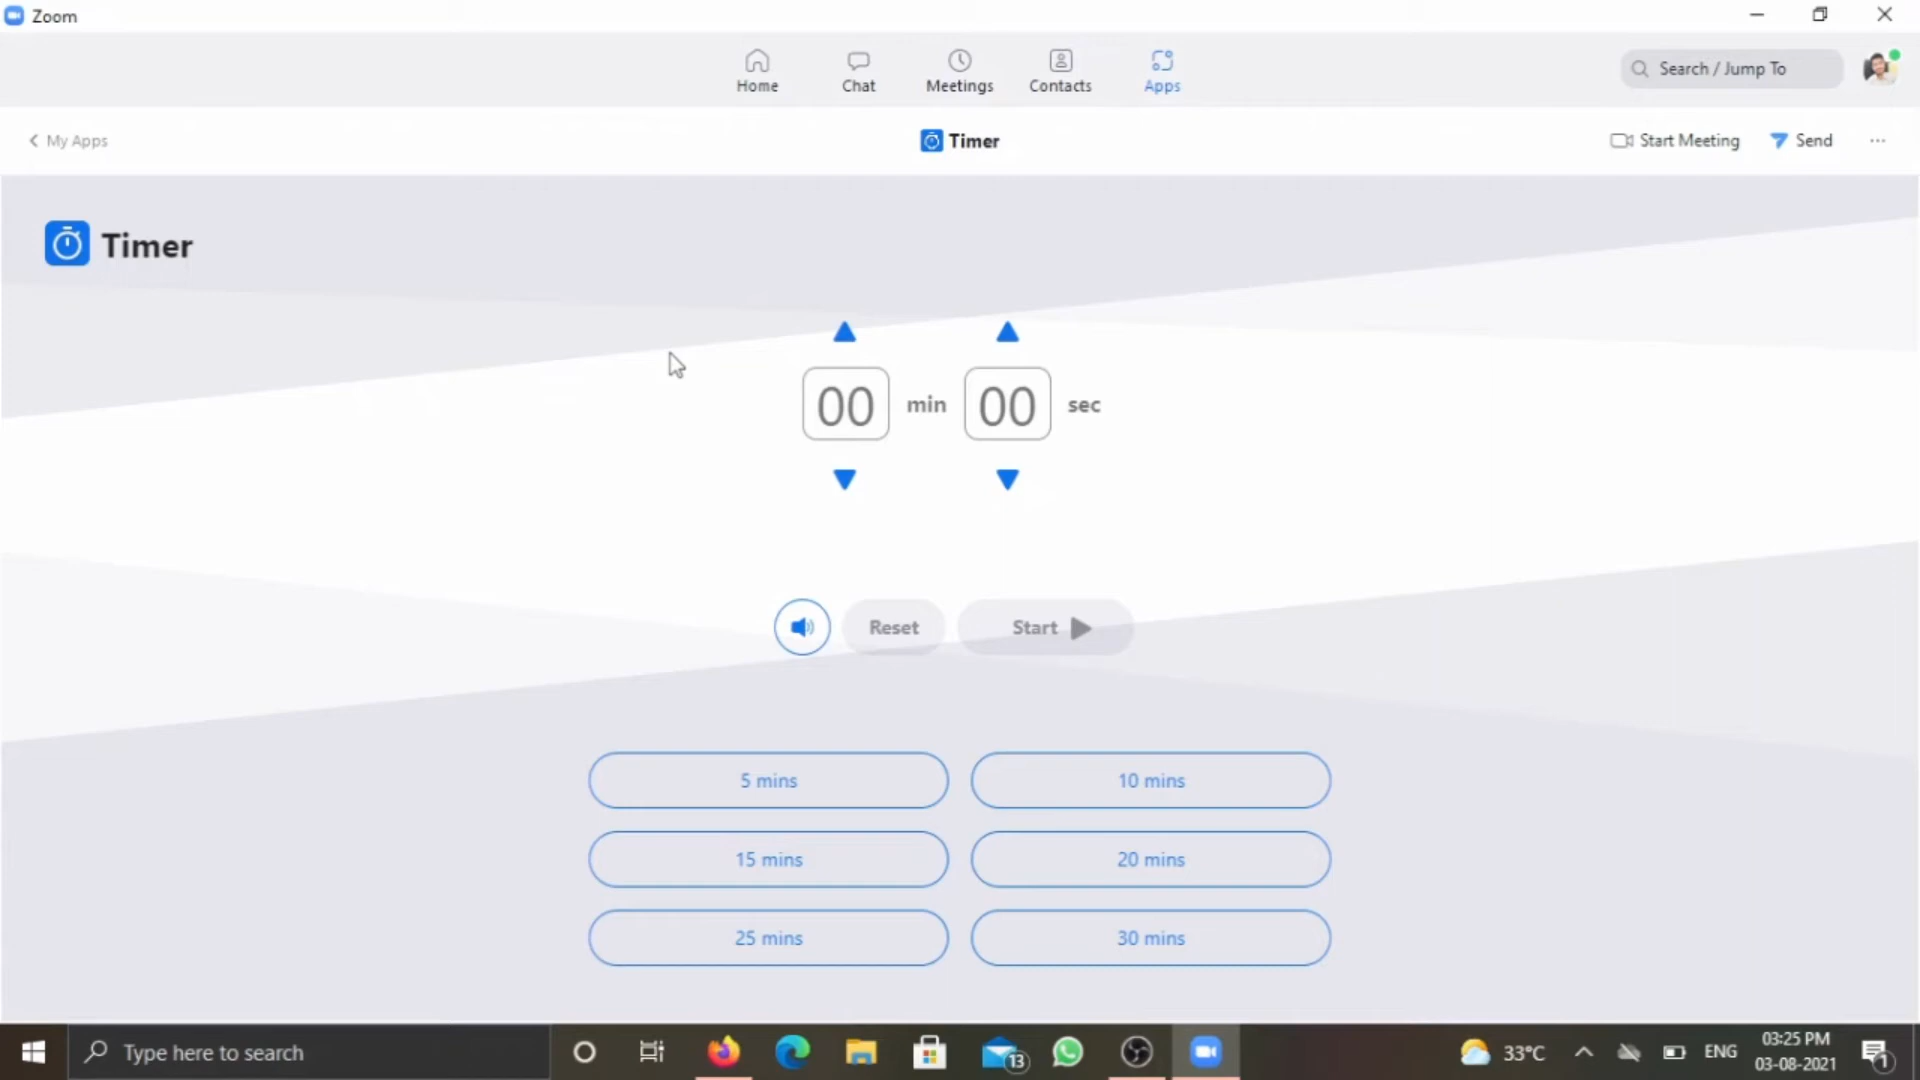 Zoom
Home
Chat
Meetings
Contacts
Apps
Search / Jump To
My Apps
Timer
Start Meeting
Send
Timer
00 min 00 sec
Reset
Start
5 mins
10 mins
15 mins
20 mins
25 mins
30 mins
Type here to search
13
33°C
ENG
03:25 PM
03-08-2021
1